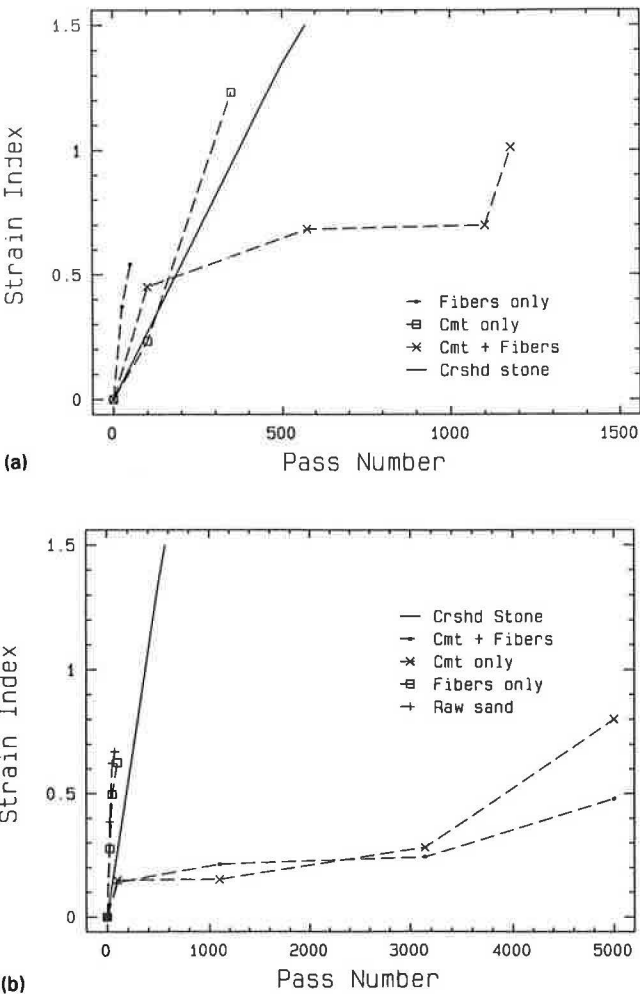 1.5
1
0.5
0
Strain Index
Fibers only
Cmt only
Cmt + Fibers
Crshd stone
0 500 1000 1500
Pass Number
(a)
1.5
1
0.5
0
Strain Index
Crshd Stone
Cmt + Fibers
Cmt only
Fibers only
Raw sand
0 1000 2000 3000 4000 5000
Pass Number
(b)